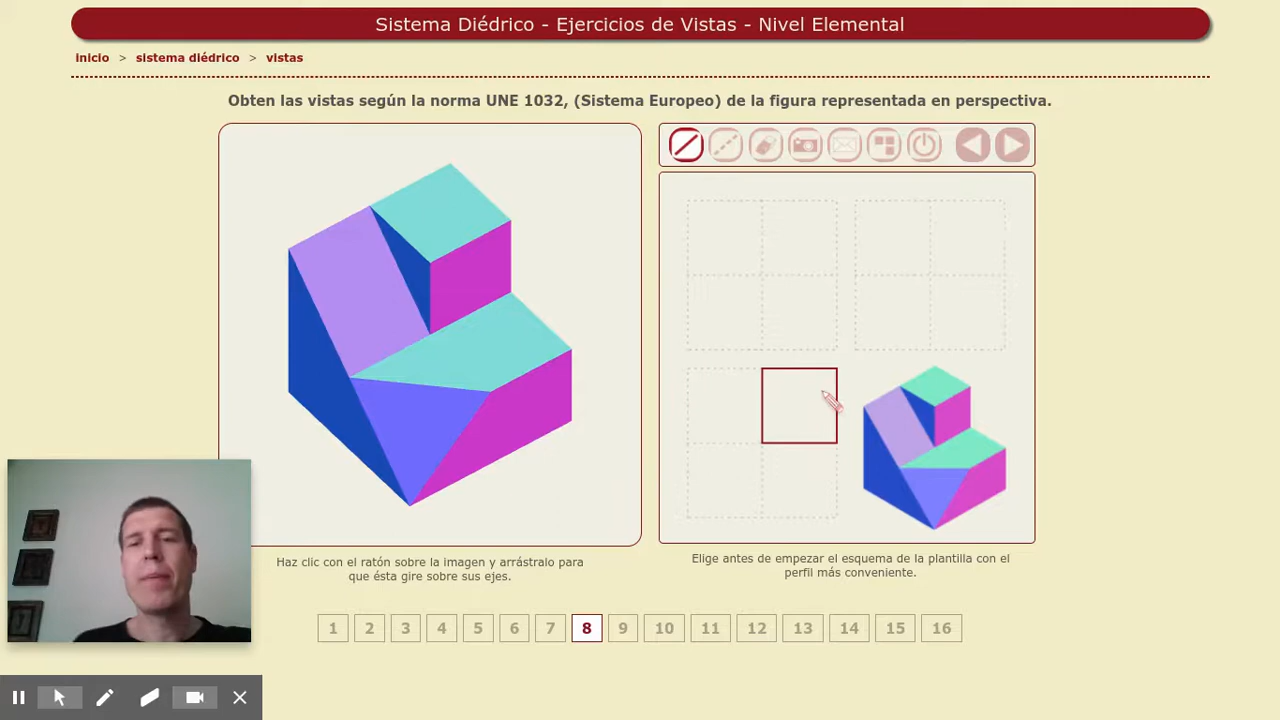 Sistema Diédrico - Ejercicios de Vistas - Nivel Elemental
inicio > sistema diédrico > vistas
Obten las vistas según la norma UNE 1032, (Sistema Europeo) de la figura representada en perspectiva.
Haz clic con el ratón sobre la imagen y arrástralo para
que ésta gire sobre sus ejes.
Elige antes de empezar el esquema de la plantilla con el
perfil más conveniente.
1 2 3 4 5 6 7 8 9 10 11 12 13 14 15 16